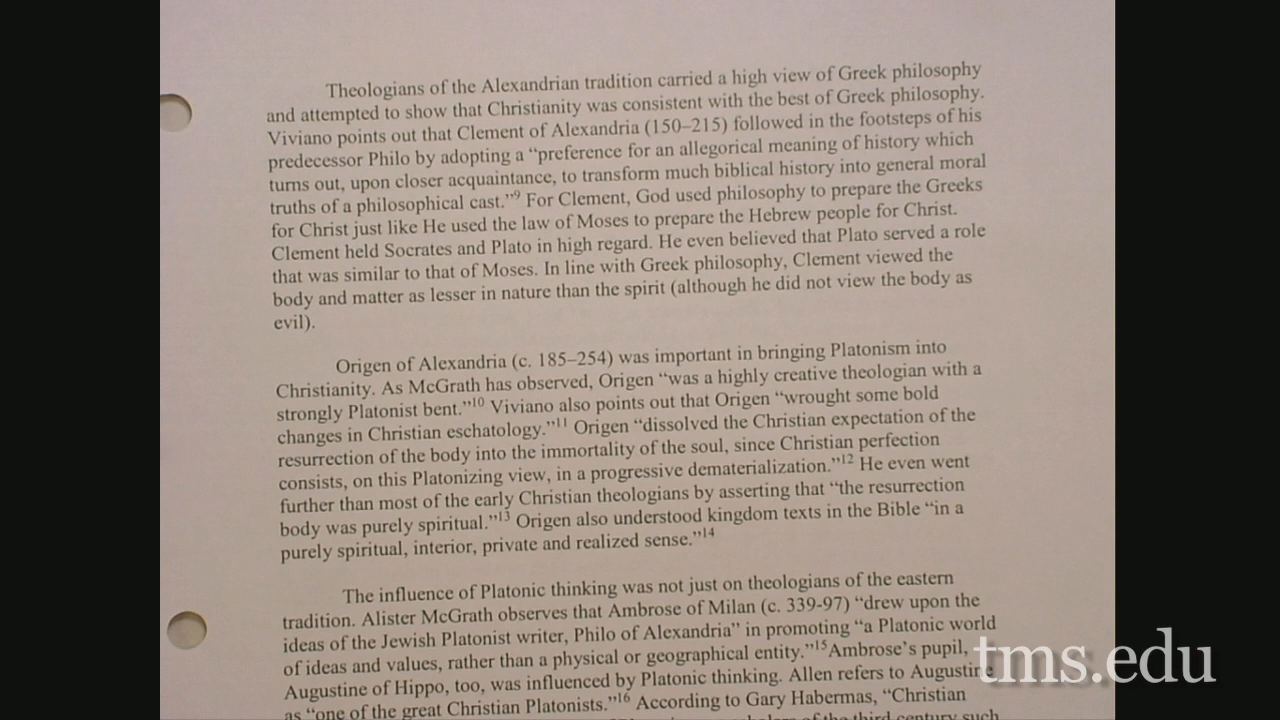 Theologians of the Alexandrian tradition carried a high view of Greek philosophy
and attempted to show that Christianity was consistent with the best of Greek philosophy.
Viviano points out that Clement of Alexandria (150–215) followed in the footsteps of his
predecessor Philo by adopting a “preference for an allegorical meaning of history which
turns out, upon closer acquaintance, to transform much biblical history into general moral
truths of a philosophical cast.”9 For Clement, God used philosophy to prepare the Greeks
for Christ just like He used the law of Moses to prepare the Hebrew people for Christ.
Clement held Socrates and Plato in high regard. He even believed that Plato served a role
that was similar to that of Moses. In line with Greek philosophy, Clement viewed the
body and matter as lesser in nature than the spirit (although he did not view the body as
evil).
Origen of Alexandria (c. 185–254) was important in bringing Platonism into
Christianity. As McGrath has observed, Origen “was a highly creative theologian with a
strongly Platonist bent.”10 Viviano also points out that Origen “wrought some bold
changes in Christian eschatology.”11 Origen “dissolved the Christian expectation of the
resurrection of the body into the immortality of the soul, since Christian perfection
consists, on this Platonizing view, in a progressive dematerialization.”12 He even went
further than most of the early Christian theologians by asserting that “the resurrection
body was purely spiritual.”13 Origen also understood kingdom texts in the Bible “in a
purely spiritual, interior, private and realized sense.”14
The influence of Platonic thinking was not just on theologians of the eastern
tradition. Alister McGrath observes that Ambrose of Milan (c. 339-97) “drew upon the
ideas of the Jewish Platonist writer, Philo of Alexandria” in promoting “a Platonic world
of ideas and values, rather than a physical or geographical entity.”15Ambrose’s pupil,
Augustine of Hippo, too, was influenced by Platonic thinking. Allen refers to Augustine
as “one of the great Christian Platonists.”16 According to Gary Habermas, “Christian
of the third century such
tms.edu